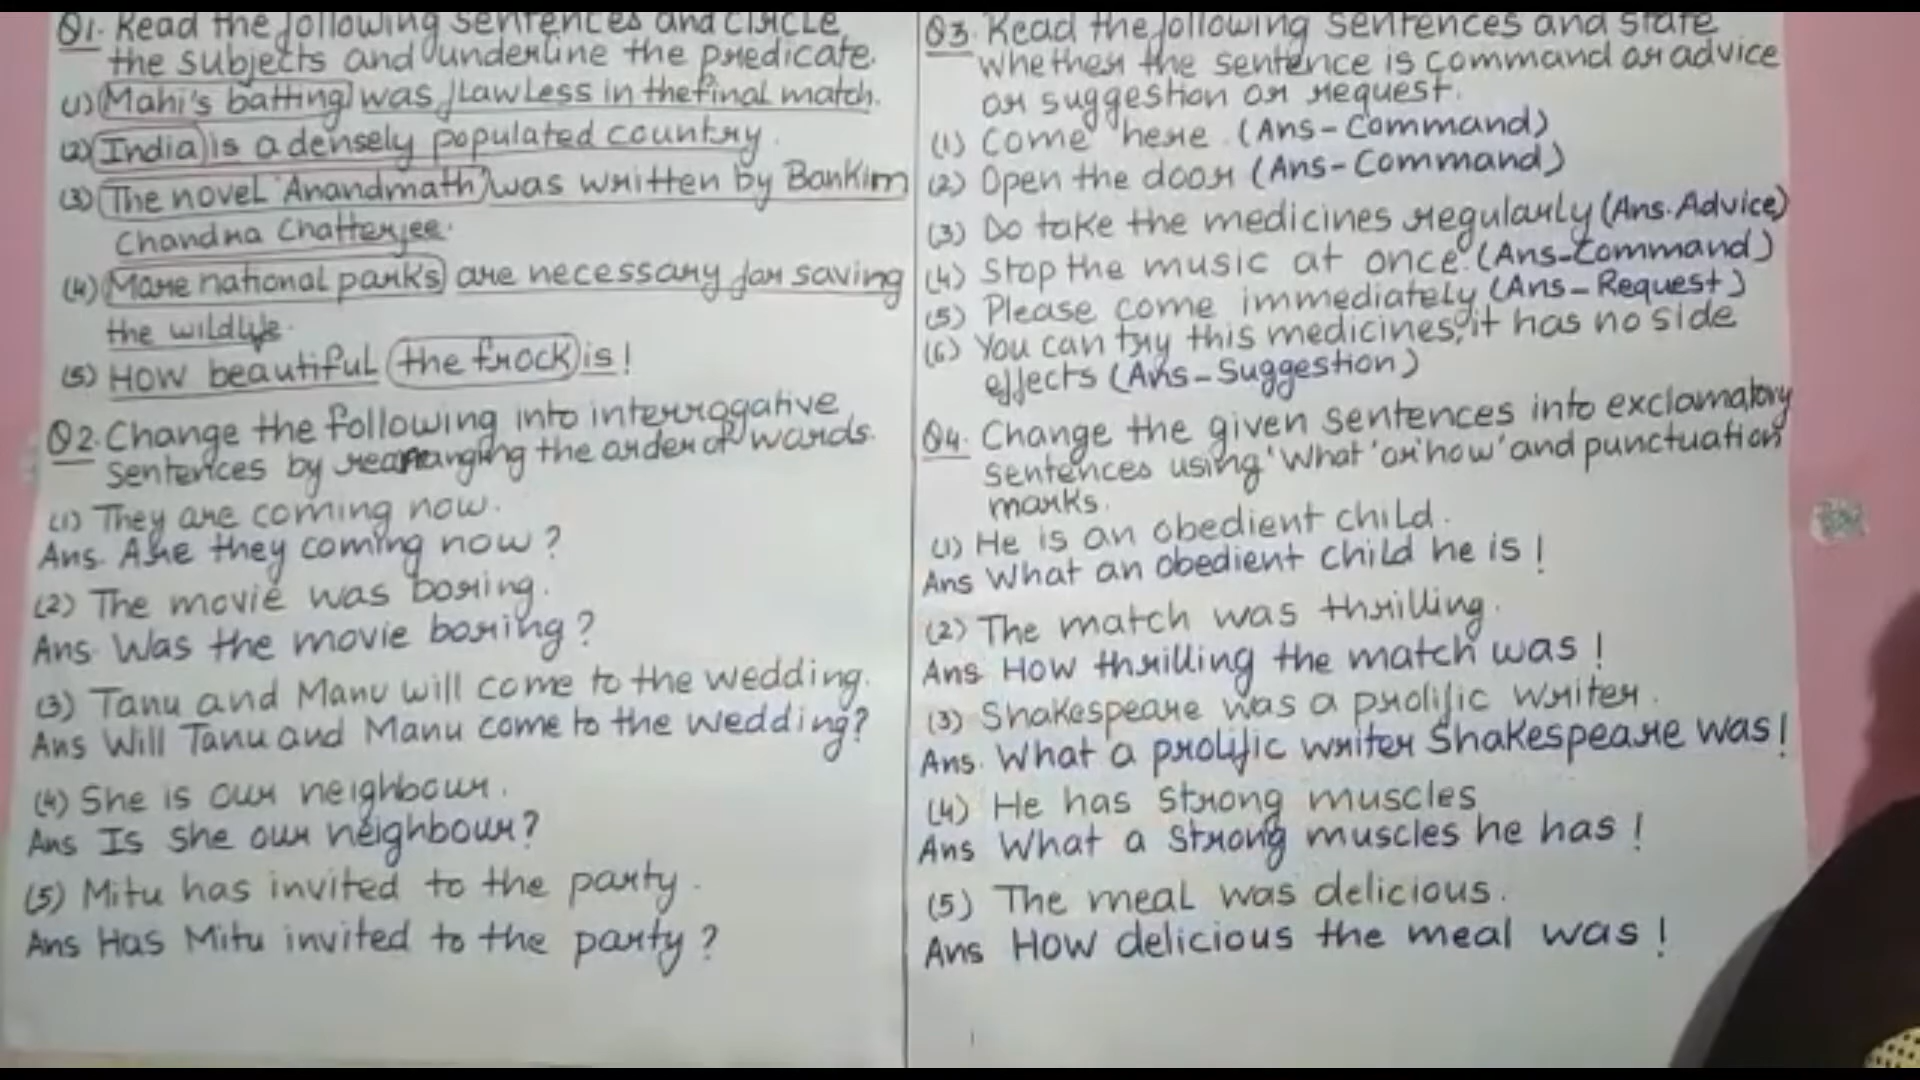 Q1. Read the following sentences and circle
the subjects and underline the predicate.
(1) Mahi's batting was flawless in the final match.
(2) India is a densely populated country.
(3) The novel 'Anandmath' was written by Bankim
Chandra Chatterjee.
(4) More national parks are necessary for saving
the wildlife.
(5) How beautiful the frock is!
Q2. Change the following into interrogative
sentences by rearranging the order of words.
(1) They are coming now.
Ans. Are they coming now?
(2) The movie was boring.
Ans. Was the movie boring?
(3) Tanu and Manu will come to the wedding.
Ans Will Tanu and Manu come to the wedding?
(4) She is our neighbour.
Ans Is she our neighbour?
(5) Mitu has invited to the party.
Ans Has Mitu invited to the party?
Q3. Read the following sentences and state
whether the sentence is command or advice
or suggestion or request.
(1) Come here. (Ans-Command)
(2) Open the door (Ans-Command)
(3) Do take the medicines regularly (Ans. Advice)
(4) Stop the music at once. (Ans-Command)
(5) Please come immediately (Ans-Request)
(6) You can try this medicines, it has no side
effects (Ans-Suggestion)
Q4. Change the given sentences into exclamatory
sentences using 'What' or 'how' and punctuation
marks.
(1) He is an obedient child.
Ans What an obedient child he is!
(2) The match was thrilling.
Ans How thrilling the match was!
(3) Shakespeare was a prolific writer.
Ans. What a prolific writer Shakespeare was!
(4) He has strong muscles
Ans What a strong muscles he has!
(5) The meal was delicious.
Ans How delicious the meal was!